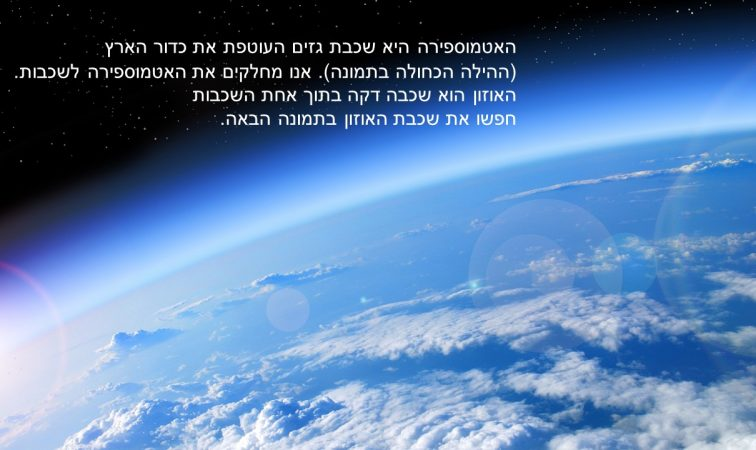 האטמוספירה היא שכבת גזים העוטפת את כדור הארץ
(ההילה הכחולה בתמונה). אנו מחלקים את האטמוספירה לשכבות.
האוזון הוא שכבה דקה בתוך אחת השכבות
חפשו את שכבת האוזון בתמונה הבאה.